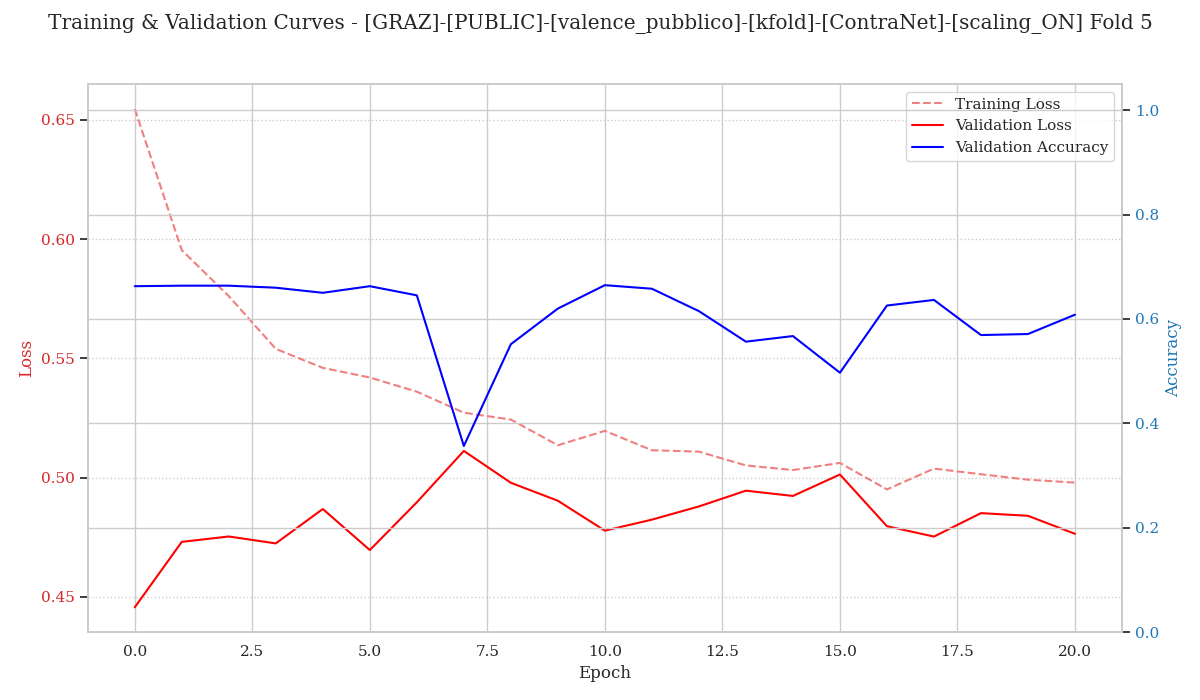 Training & Validation Curves - [GRAZ]-[PUBLIC]-[valence_pubblico]-[kfold]-[ContraNet]-[scaling_ON] Fold 5
Training Loss
Validation Loss
Validation Accuracy
0.65
0.60
0.55
0.50
0.45
Loss
1.0
0.8
0.6
0.4
0.2
0.0
Accuracy
0.0
2.5
5.0
7.5
10.0
12.5
15.0
17.5
20.0
Epoch